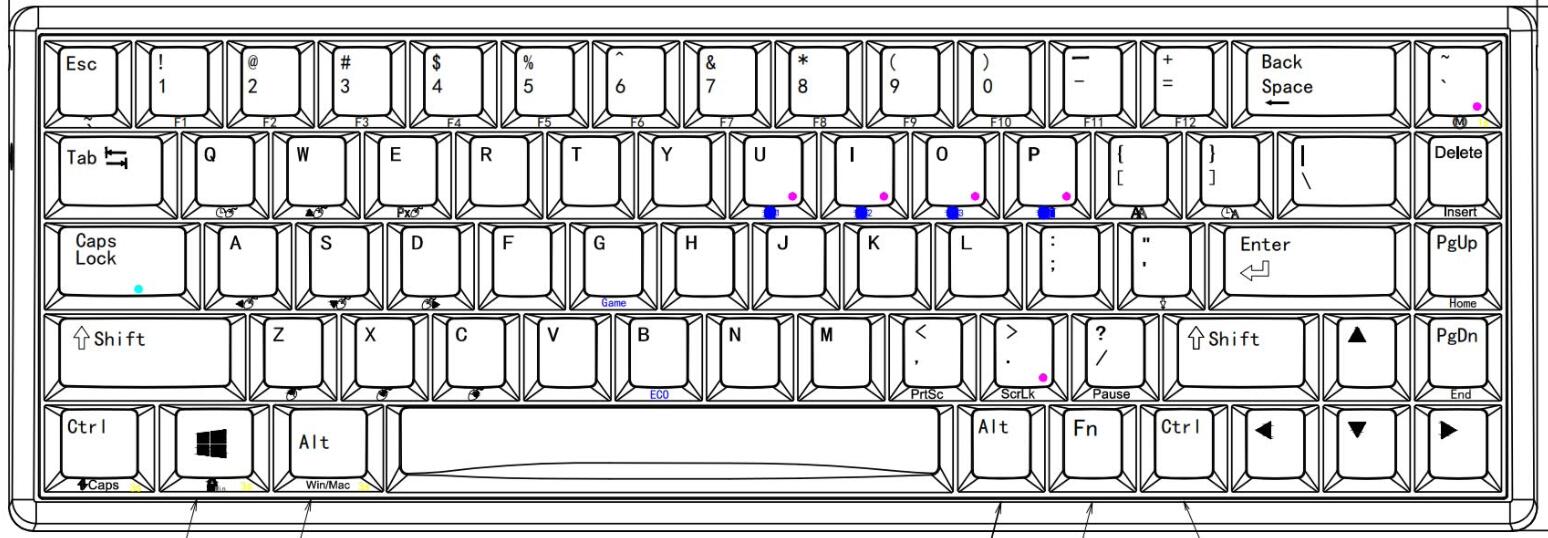 Esc ! @ # $ % ^ & * ( ) — + Back ~
1 2 3 4 5 6 7 8 9 0 - = Space `
~
` F1 F2 F3 F4 F5 F6 F7 F8 F9 F10 F11 F12 M
Tab Q W E R T Y U I O P { } | Delete
[ ] \
Px A A A Insert
Caps A S D F G H J K L : " Enter PgUp
Lock ; '
Game Home
Shift Z X C V B N M < > ? Shift PgDn
, . /
ECO PrtSc ScrLk Pause End
Ctrl Alt Alt Fn Ctrl
Caps Win/Mac